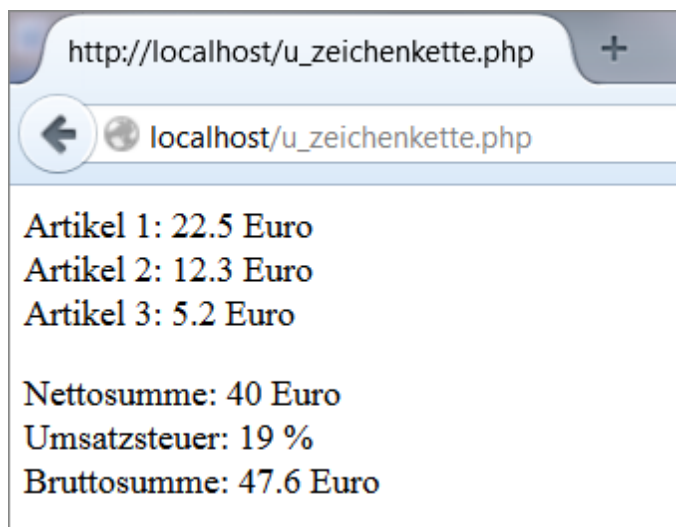 http://localhost/u_zeichenkette.php
localhost/u_zeichenkette.php
Artikel 1: 22.5 Euro
Artikel 2: 12.3 Euro
Artikel 3: 5.2 Euro
Nettosumme: 40 Euro
Umsatzsteuer: 19 %
Bruttosumme: 47.6 Euro